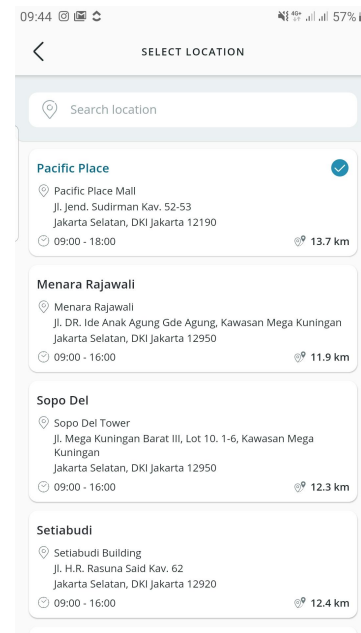 09:44 4G+ 57%
SELECT LOCATION
Search location
Pacific Place
Pacific Place Mall
Jl. Jend. Sudirman Kav. 52-53
Jakarta Selatan, DKI Jakarta 12190
09:00 - 18:00 13.7 km
Menara Rajawali
Menara Rajawali
Jl. DR. Ide Anak Agung Gde Agung, Kawasan Mega Kuningan
Jakarta Selatan, DKI Jakarta 12950
09:00 - 16:00 11.9 km
Sopo Del
Sopo Del Tower
Jl. Mega Kuningan Barat III, Lot 10. 1-6, Kawasan Mega
Kuningan
Jakarta Selatan, DKI Jakarta 12950
09:00 - 16:00 12.3 km
Setiabudi
Setiabudi Building
Jl. H.R. Rasuna Said Kav. 62
Jakarta Selatan, DKI Jakarta 12920
09:00 - 16:00 12.4 km